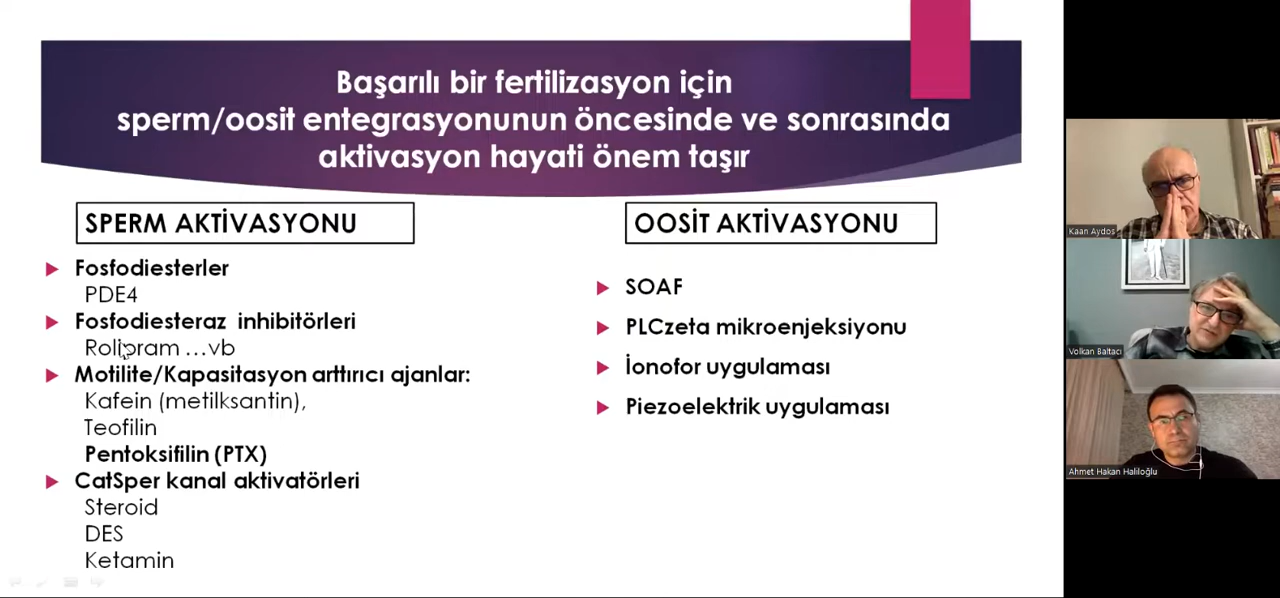 Başarılı bir fertilizasyon için
sperm/oosit entegrasyonunun öncesinde ve sonrasında
aktivasyon hayati önem taşır
SPERM AKTİVASYONU
Fosfodiesterler
PDE4
Fosfodiesteraz inhibitörleri
Rolipram ...vb
Motilite/Kapasitasyon arttırıcı ajanlar:
Kafein (metilksantin),
Teofilin
Pentoksifilin (PTX)
CatSper kanal aktivatörleri
Steroid
DES
Ketamin
OOSİT AKTİVASYONU
SOAF
PLCzeta mikroenjeksiyonu
İonofor uygulaması
Piezoelektrik uygulaması
Kaan Aydos
Volkan Baltacı
Ahmet Hakan Haliloğlu